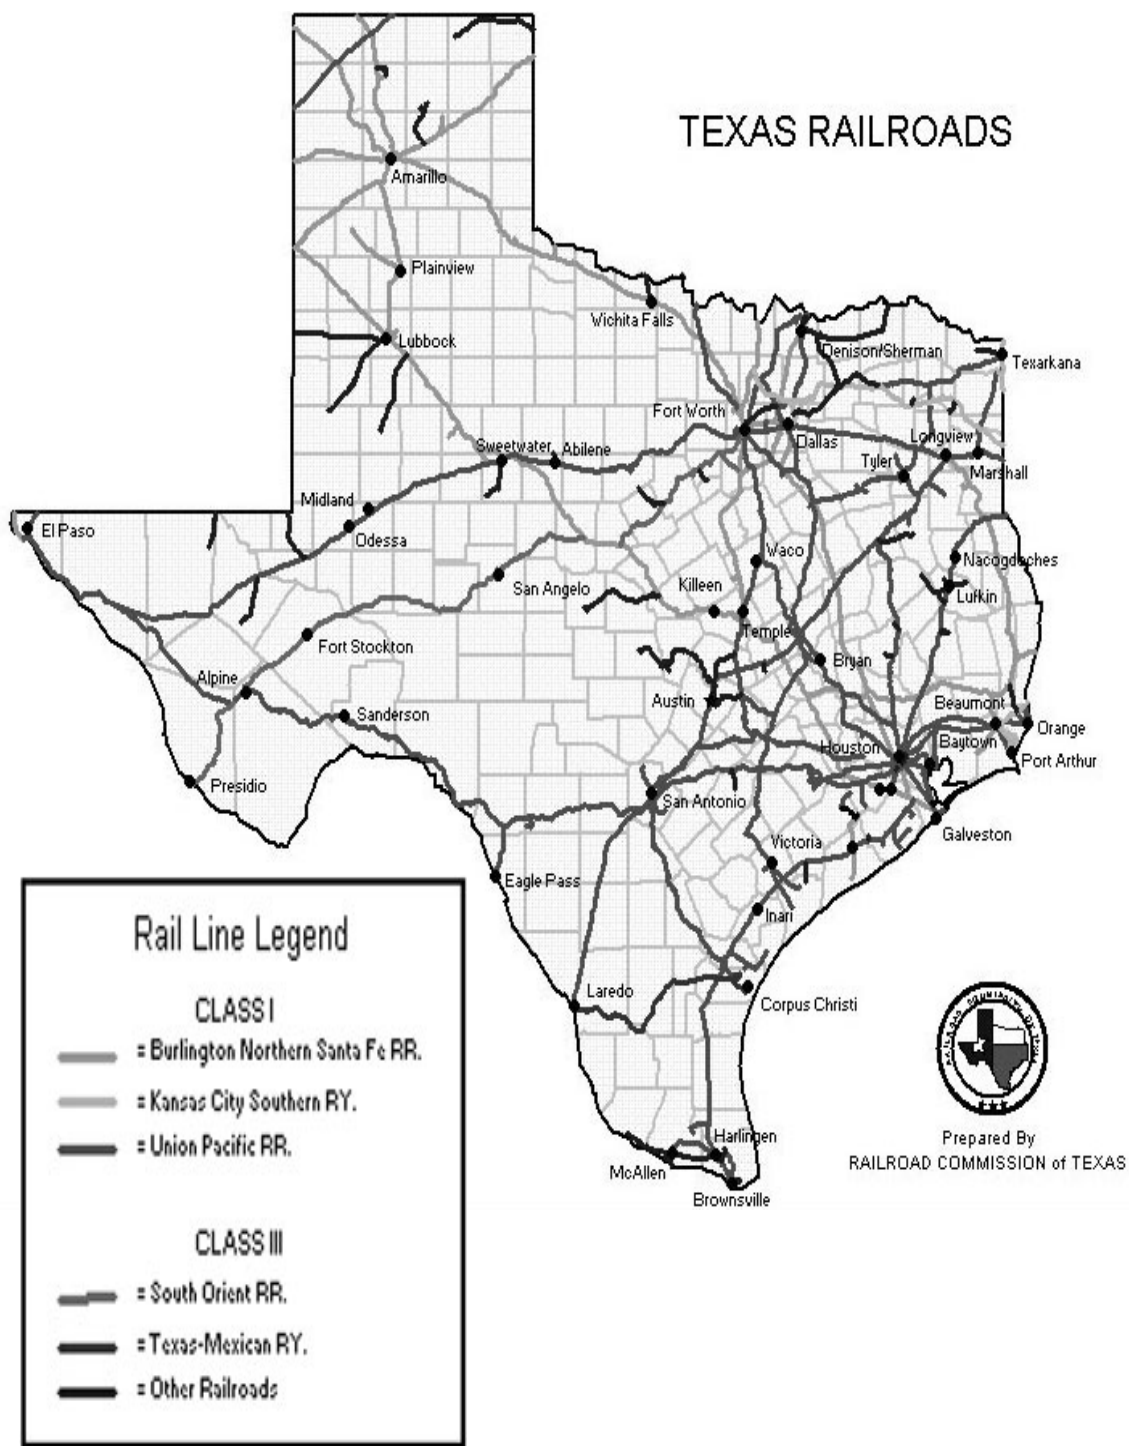 TEXAS RAILROADS
Amarillo
Plainview
Wichita Falls
Lubbock
Denison/Sherman
Texarkana
Fort Worth
Dallas
Longview
Sweetwater
Abilene
Tyler
Marshall
Midland
El Paso
Odessa
Waco
Nacogdoches
San Angelo
Killeen
Lufkin
Temple
Fort Stockton
Bryan
Alpine
Austin
Beaumont
Sanderson
Orange
Houston
Baytown
Port Arthur
Presidio
San Antonio
Galveston
Victoria
Eagle Pass
Inari
Laredo
Corpus Christi
Harlingen
McAllen
Brownsville
Rail Line Legend
CLASS I
= Burlington Northern Santa Fe RR.
= Kansas City Southern RY.
= Union Pacific RR.
CLASS III
= South Orient RR.
= Texas-Mexican RY.
= Other Railroads
RAILROAD COMMISSION OF TEXAS
Prepared By
RAILROAD COMMISSION of TEXAS